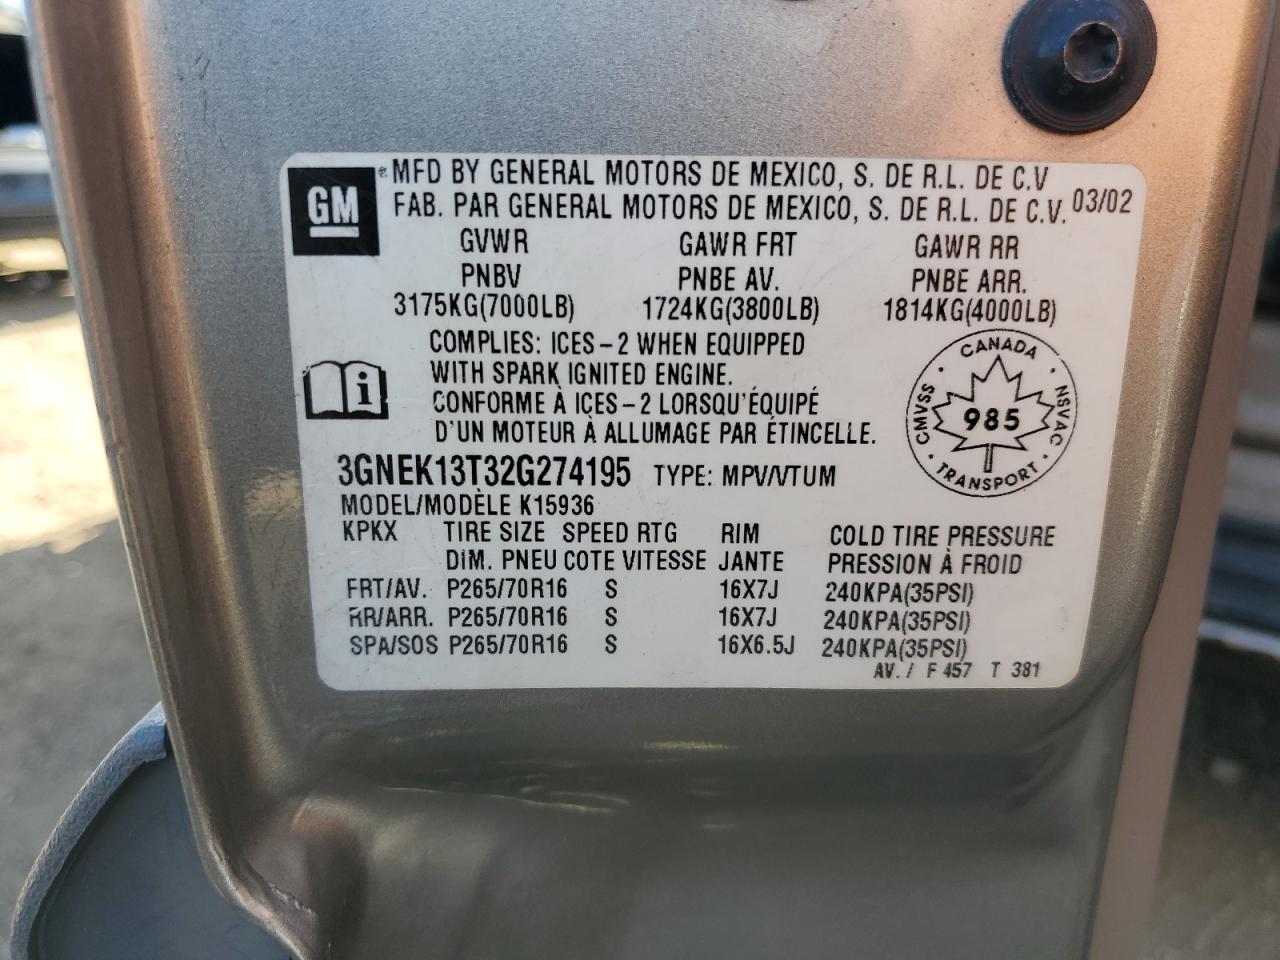 GM
® MFD BY GENERAL MOTORS DE MEXICO, S. DE R.L. DE C.V
FAB. PAR GENERAL MOTORS DE MEXICO, S. DE R.L. DE C.V. 03/02
GVWR GAWR FRT GAWR RR
PNBV PNBE AV. PNBE ARR.
3175KG(7000LB) 1724KG(3800LB) 1814KG(4000LB)
COMPLIES: ICES-2 WHEN EQUIPPED
WITH SPARK IGNITED ENGINE.
CONFORME À ICES-2 LORSQU'ÉQUIPÉ
D'UN MOTEUR À ALLUMAGE PAR ÉTINCELLE.
CANADA
CMVSS 985 NSVAC
TRANSPORT
3GNEK13T32G274195 TYPE: MPV/VTUM
MODEL/MODÈLE K15936
KPKX TIRE SIZE SPEED RTG RIM COLD TIRE PRESSURE
DIM. PNEU COTE VITESSE JANTE PRESSION À FROID
FRT/AV. P265/70R16 S 16X7J 240KPA(35PSI)
RR/ARR. P265/70R16 S 16X7J 240KPA(35PSI)
SPA/SOS P265/70R16 S 16X6.5J 240KPA(35PSI)
AV. / F 457 T 381